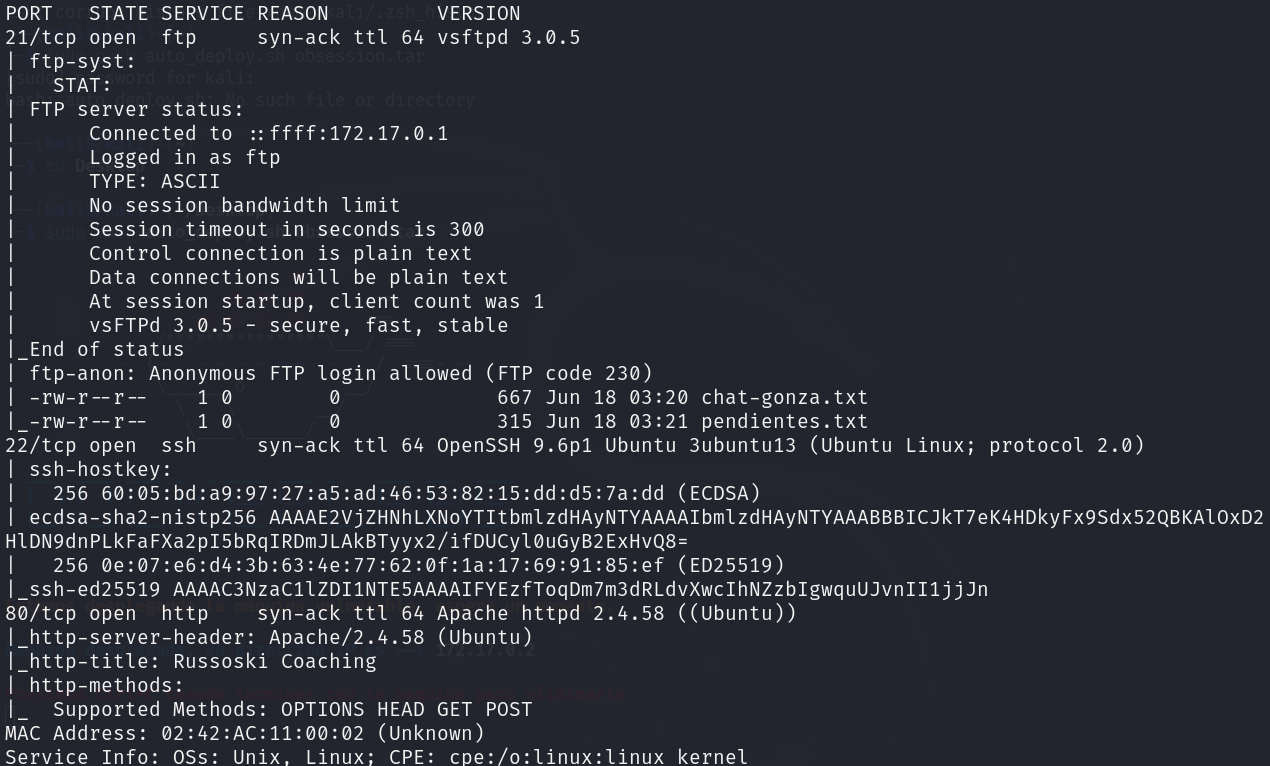 PORT   STATE SERVICE REASON         VERSION
21/tcp open  ftp     syn-ack ttl 64 vsftpd 3.0.5
| ftp-syst:
|   STAT:
| FTP server status:
|      Connected to ::ffff:172.17.0.1
|      Logged in as ftp
|      TYPE: ASCII
|      No session bandwidth limit
|      Session timeout in seconds is 300
|      Control connection is plain text
|      Data connections will be plain text
|      At session startup, client count was 1
|      vsFTPd 3.0.5 - secure, fast, stable
|_End of status
| ftp-anon: Anonymous FTP login allowed (FTP code 230)
| -rw-r--r--    1 0        0             667 Jun 18 03:20 chat-gonza.txt
|_-rw-r--r--    1 0        0             315 Jun 18 03:21 pendientes.txt
22/tcp open  ssh     syn-ack ttl 64 OpenSSH 9.6p1 Ubuntu 3ubuntu13 (Ubuntu Linux; protocol 2.0)
| ssh-hostkey:
|   256 60:05:bd:a9:97:27:a5:ad:46:53:82:15:dd:d5:7a:dd (ECDSA)
| ecdsa-sha2-nistp256 AAAAE2VjZHNhLXNoYTItbmlzdHAyNTYAAAAIbmlzdHAyNTYAAABBBICJkT7eK4HDkyFx9Sdx52QBKAlOxD2
HlDN9dnPLkFaFXa2pI5bRqIRDmJLAkBTyyx2/ifDUCyl0uGyB2ExHvQ8=
|   256 0e:07:e6:d4:3b:63:4e:77:62:0f:1a:17:69:91:85:ef (ED25519)
|_ssh-ed25519 AAAAC3NzaC1lZDI1NTE5AAAAIFYEzfToqDm7m3dRLdvXwcIhNZzbIgwquUJvnII1jjJn
80/tcp open  http    syn-ack ttl 64 Apache httpd 2.4.58 ((Ubuntu))
|_http-server-header: Apache/2.4.58 (Ubuntu)
|_http-title: Russoski Coaching
| http-methods:
|_  Supported Methods: OPTIONS HEAD GET POST
MAC Address: 02:42:AC:11:00:02 (Unknown)
Service Info: OSs: Unix, Linux; CPE: cpe:/o:linux:linux_kernel